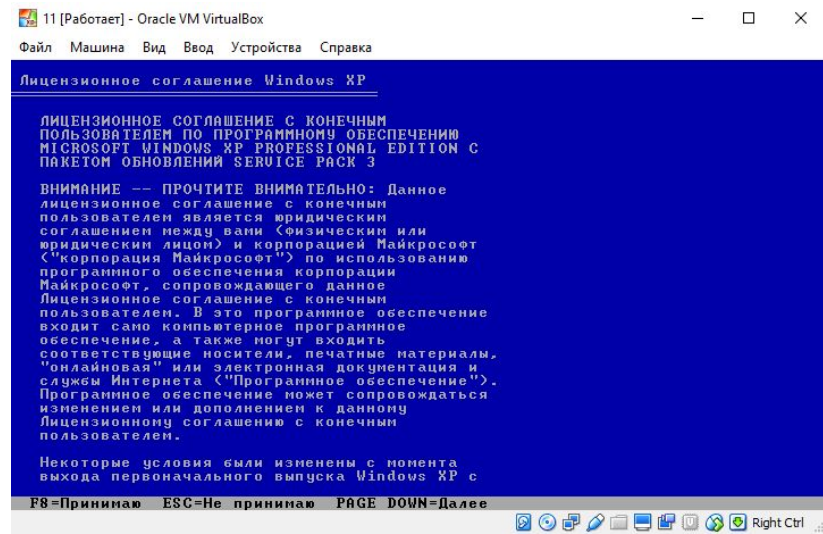 11 [Работает] - Oracle VM VirtualBox
Файл Машина Вид Ввод Устройства Справка
Лицензионное соглашение Windows XP
ЛИЦЕНЗИОННОЕ СОГЛАШЕНИЕ С КОНЕЧНЫМ
ПОЛЬЗОВАТЕЛЕМ ПО ПРОГРАММНОМУ ОБЕСПЕЧЕНИЮ
MICROSOFT WINDOWS XP PROFESSIONAL EDITION С
ПАКЕТОМ ОБНОВЛЕНИЙ SERVICE PACK 3
ВНИМАНИЕ -- ПРОЧТИТЕ ВНИМАТЕЛЬНО: Данное
лицензионное соглашение с конечным
пользователем является юридическим
соглашением между вами (физическим или
юридическим лицом) и корпорацией Майкрософт
("корпорация Майкрософт") по использованию
программного обеспечения корпорации
Майкрософт, сопровождающего данное
Лицензионное соглашение с конечным
пользователем. В это программное обеспечение
входит само компьютерное программное
обеспечение, а также могут входить
соответствующие носители, печатные материалы,
"онлайновая" или электронная документация и
службы Интернета ("Программное обеспечение").
Программное обеспечение может сопровождаться
изменением или дополнением к данному
Лицензионному соглашению с конечным
пользователем.
Некоторые условия были изменены с момента
выхода первоначального выпуска Windows XP с
F8=Принимаю ESC=Не принимаю PAGE DOWN=Далее
Right Ctrl